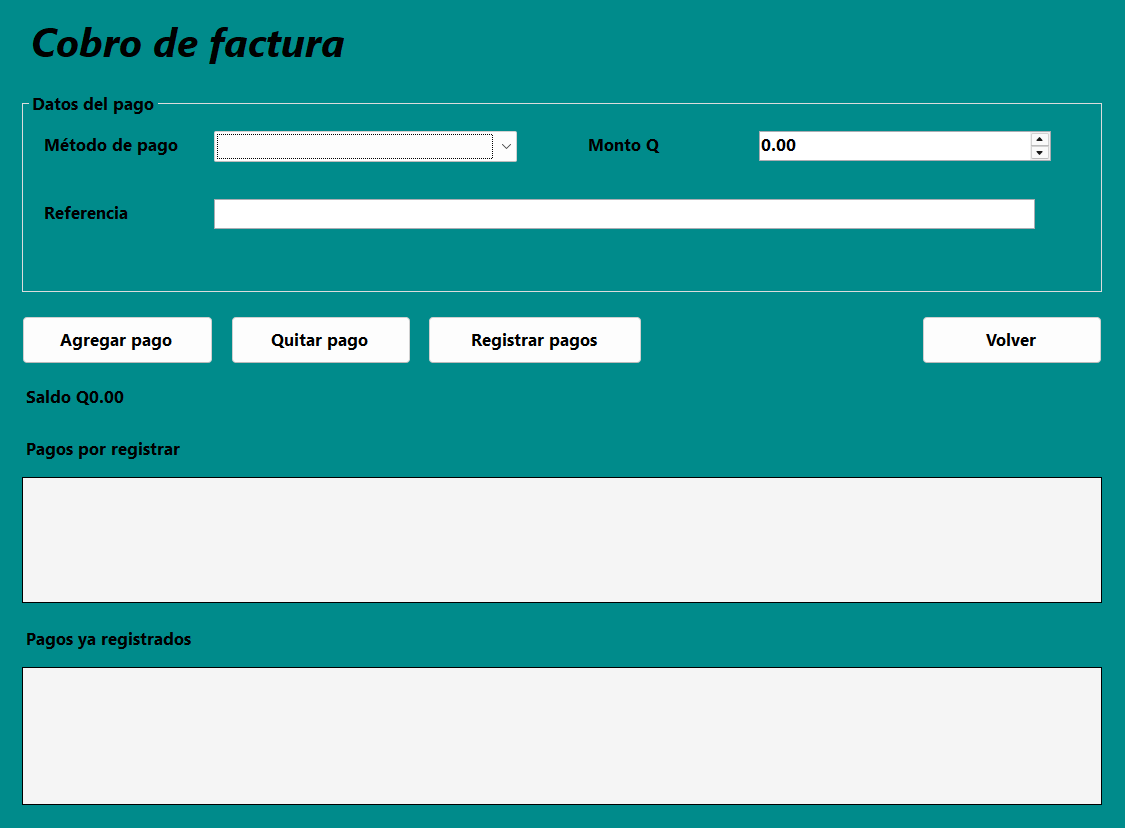 Cobro de factura
Datos del pago
Método de pago
Monto Q
0.00
Referencia
Agregar pago
Quitar pago
Registrar pagos
Volver
Saldo Q0.00
Pagos por registrar
Pagos ya registrados